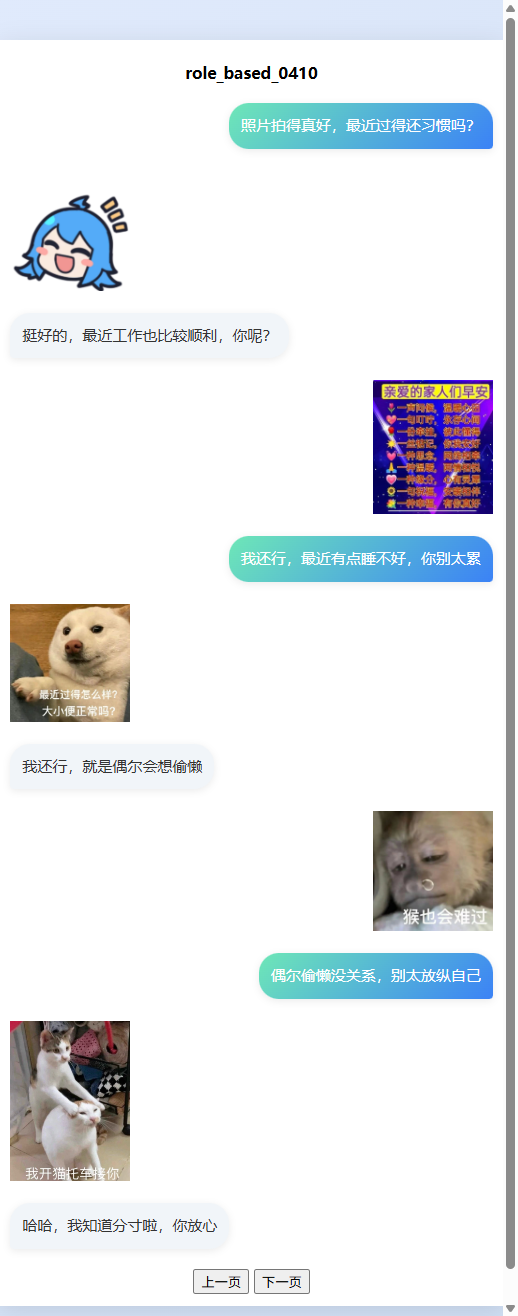 role_based_0410
照片拍得真好，最近过得还习惯吗？
挺好的，最近工作也比较顺利，你呢？
亲爱的家人们早安
我还行，最近有点睡不好，你别太累
最近过得怎么样？
大小便正常吗？
我还行，就是偶尔会想偷懒
猴也会难过
偶尔偷懒没关系，别太放纵自己
我开猫托车接你
哈哈，我知道分寸啦，你放心
上一页 下一页